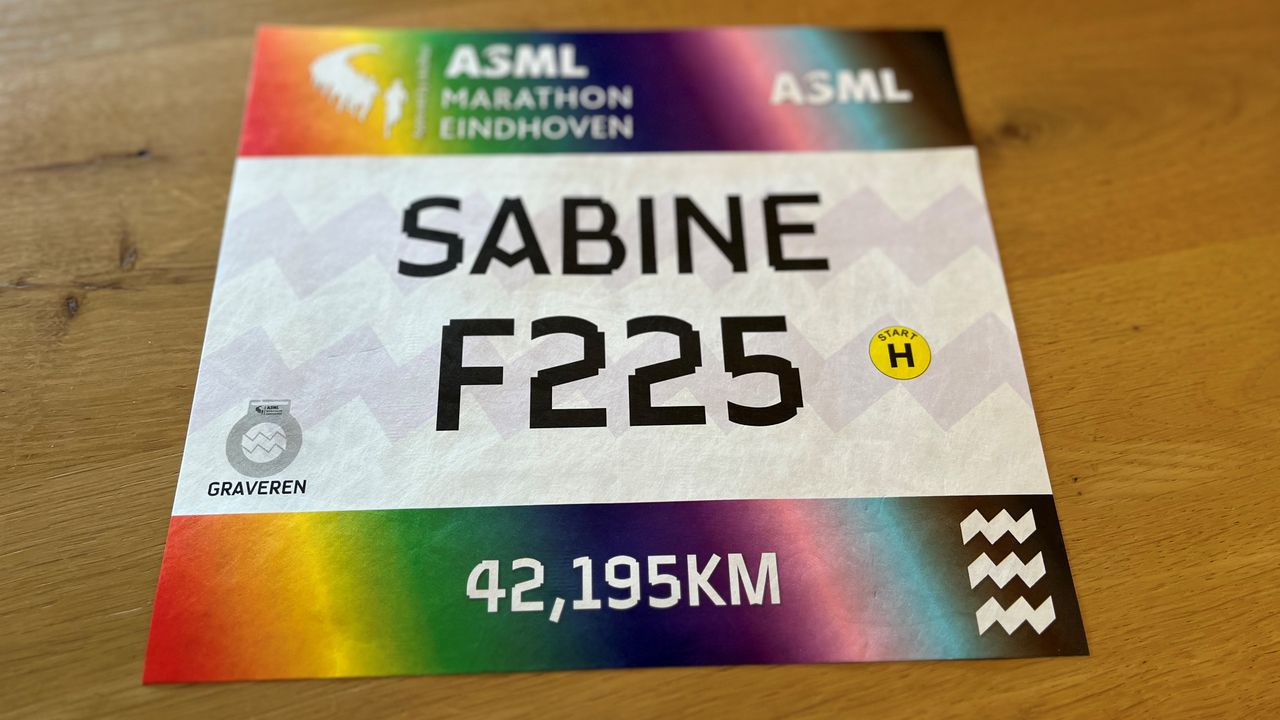 ASML
MARATHON
EINDHOVEN
ASML
SABINE
F225
START
H
GRAVEREN
42,195KM